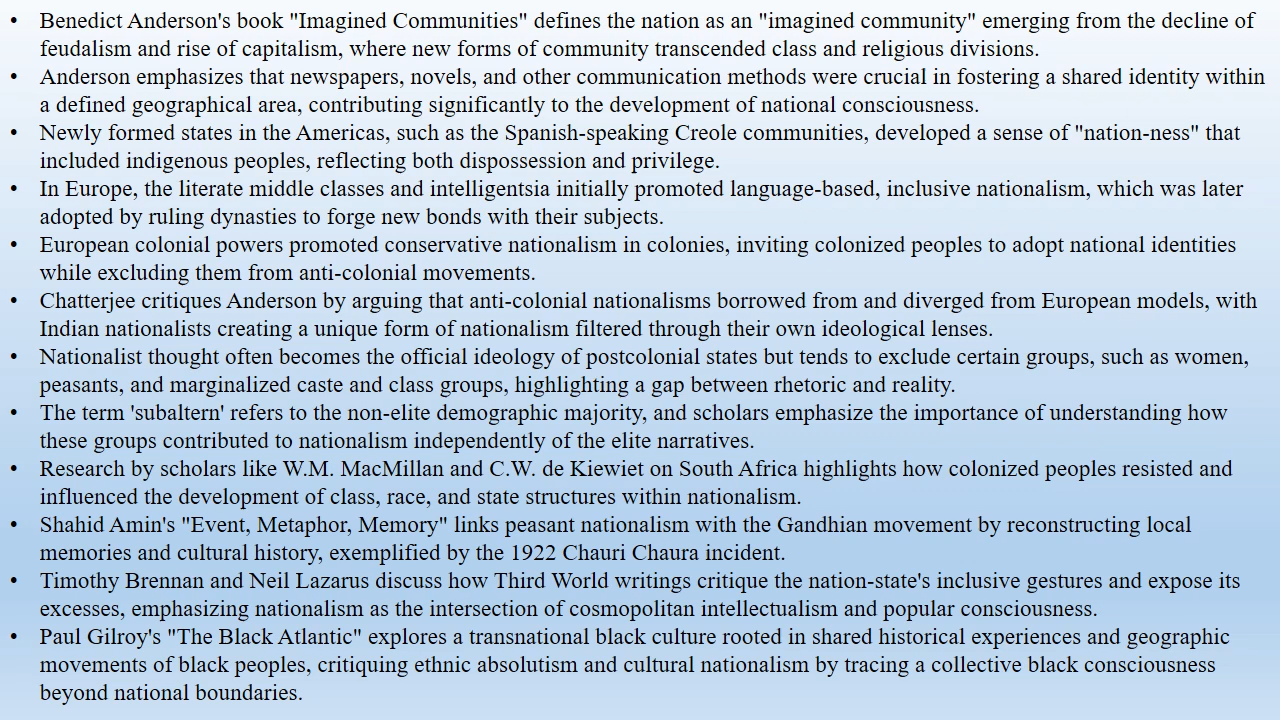 • Benedict Anderson's book "Imagined Communities" defines the nation as an "imagined community" emerging from the decline of
feudalism and rise of capitalism, where new forms of community transcended class and religious divisions.
• Anderson emphasizes that newspapers, novels, and other communication methods were crucial in fostering a shared identity within
a defined geographical area, contributing significantly to the development of national consciousness.
• Newly formed states in the Americas, such as the Spanish-speaking Creole communities, developed a sense of "nation-ness" that
included indigenous peoples, reflecting both dispossession and privilege.
• In Europe, the literate middle classes and intelligentsia initially promoted language-based, inclusive nationalism, which was later
adopted by ruling dynasties to forge new bonds with their subjects.
• European colonial powers promoted conservative nationalism in colonies, inviting colonized peoples to adopt national identities
while excluding them from anti-colonial movements.
• Chatterjee critiques Anderson by arguing that anti-colonial nationalisms borrowed from and diverged from European models, with
Indian nationalists creating a unique form of nationalism filtered through their own ideological lenses.
• Nationalist thought often becomes the official ideology of postcolonial states but tends to exclude certain groups, such as women,
peasants, and marginalized caste and class groups, highlighting a gap between rhetoric and reality.
• The term 'subaltern' refers to the non-elite demographic majority, and scholars emphasize the importance of understanding how
these groups contributed to nationalism independently of the elite narratives.
• Research by scholars like W.M. MacMillan and C.W. de Kiewiet on South Africa highlights how colonized peoples resisted and
influenced the development of class, race, and state structures within nationalism.
• Shahid Amin's "Event, Metaphor, Memory" links peasant nationalism with the Gandhian movement by reconstructing local
memories and cultural history, exemplified by the 1922 Chauri Chaura incident.
• Timothy Brennan and Neil Lazarus discuss how Third World writings critique the nation-state's inclusive gestures and expose its
excesses, emphasizing nationalism as the intersection of cosmopolitan intellectualism and popular consciousness.
• Paul Gilroy's "The Black Atlantic" explores a transnational black culture rooted in shared historical experiences and geographic
movements of black peoples, critiquing ethnic absolutism and cultural nationalism by tracing a collective black consciousness
beyond national boundaries.